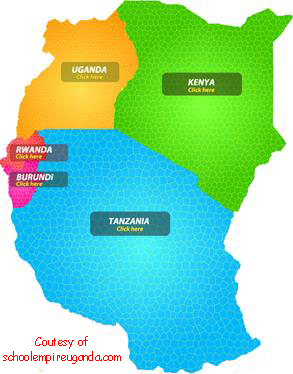 UGANDA
Click here
KENYA
Click here
RWANDA
Click here
BURUNDI
Click here
TANZANIA
Click here
Coutesy of
schoolempireuganda.com